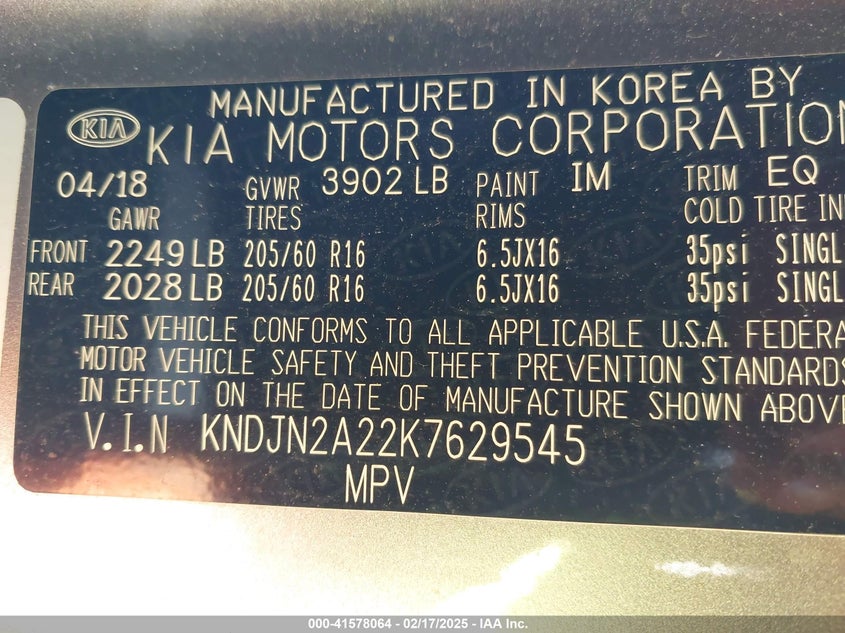 MANUFACTURED IN KOREA BY
KIA KIA MOTORS CORPORATION
04/18 GVWR 3902 LB PAINT IM TRIM EQ
GAWR TIRES RIMS COLD TIRE IN
FRONT 2249 LB 205/60 R16 6.5JX16 35psi SINGL
REAR 2028 LB 205/60 R16 6.5JX16 35psi SINGL
THIS VEHICLE CONFORMS TO ALL APPLICABLE U.S.A. FEDERA
MOTOR VEHICLE SAFETY AND THEFT PREVENTION STANDARDS
IN EFFECT ON THE DATE OF MANUFACTURE SHOWN ABOVE
V.I.N KNDJN2A22K7629545
MPV
000-41578064 - 02/17/2025 - IAA Inc.